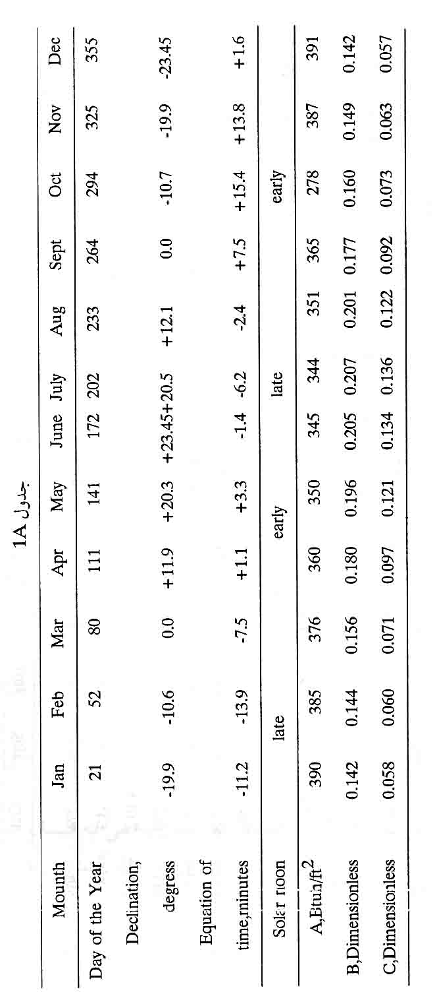 جدول 1A
Mounth Jan Feb Mar Apr May June July Aug Sept Oct Nov Dec
Day of the Year 21 52 80 111 141 172 202 233 264 294 325 355
Declination,
degress -19.9 -10.6 0.0 +11.9 +20.3 +23.45 +20.5 +12.1 0.0 -10.7 -19.9 -23.45
Equation of
time,minutes -11.2 -13.9 -7.5 +1.1 +3.3 -1.4 -6.2 -2.4 +7.5 +15.4 +13.8 +1.6
Solar noon late early late early
A,Btuh/ft2 390 385 376 360 350 345 344 351 365 278 387 391
B,Dimensionless 0.142 0.144 0.156 0.180 0.196 0.205 0.207 0.201 0.177 0.160 0.149 0.142
C,Dimensionless 0.058 0.060 0.071 0.097 0.121 0.134 0.136 0.122 0.092 0.073 0.063 0.057